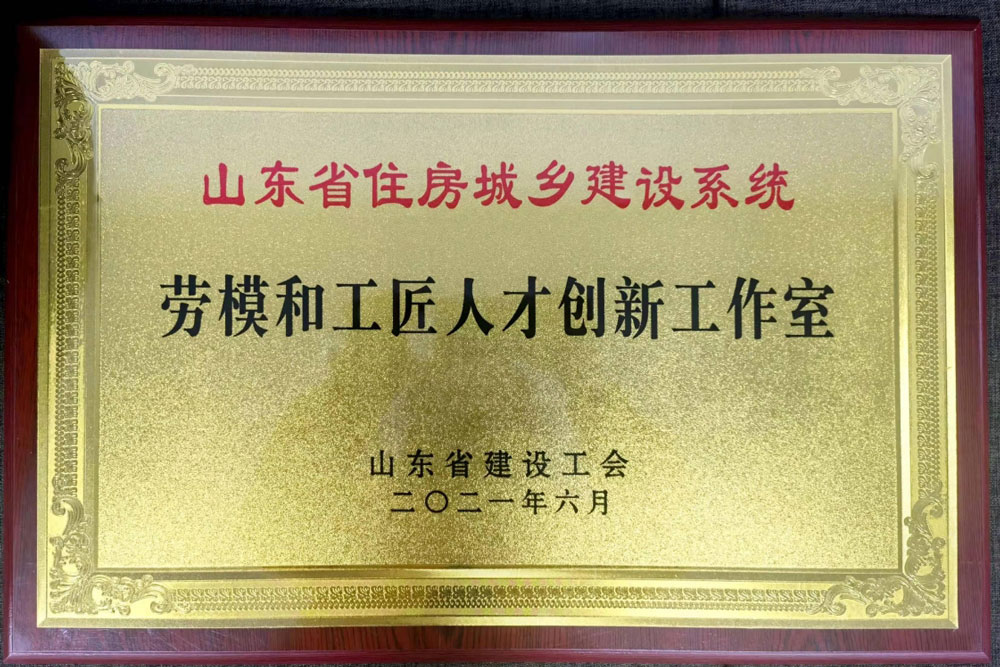 山东省住房城乡建设系统
劳模和工匠人才创新工作室
山东省建设工会
二〇二一年六月